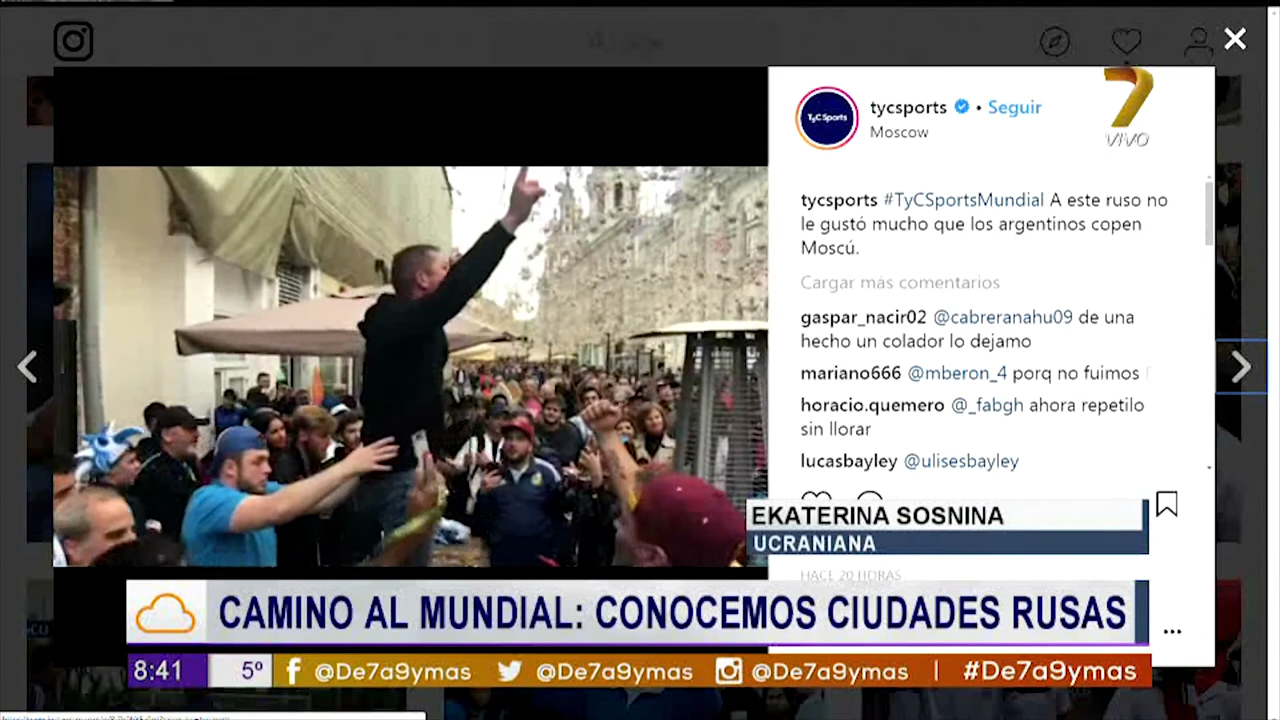 TyC Sports
tycsports • Seguir
Moscow
7
VIVO
tycsports #TyCSportsMundial A este ruso no
le gustó mucho que los argentinos copen
Moscú.
Cargar más comentarios
gaspar_nacir02 @cabreranahu09 de una
hecho un colador lo dejamo
mariano666 @mberon_4 porq no fuimos
horacio.quemero @_fabgh ahora repetilo
sin llorar
lucasbayley @ulisesbayley
EKATERINA SOSNINA
UCRANIANA
HACE 20 HORAS
CAMINO AL MUNDIAL: CONOCEMOS CIUDADES RUSAS
8:41 5º @De7a9ymas @De7a9ymas @De7a9ymas | #De7a9ymas